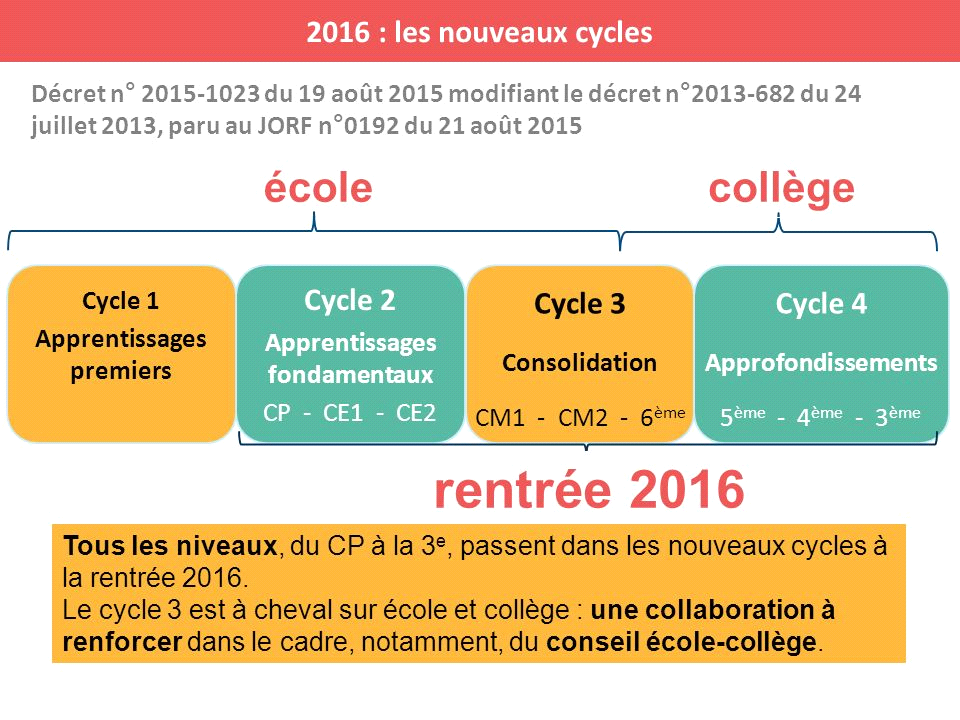 2016 : les nouveaux cycles
Décret n° 2015-1023 du 19 août 2015 modifiant le décret n°2013-682 du 24
juillet 2013, paru au JORF n°0192 du 21 août 2015
école
collège
Cycle 1
Apprentissages
premiers
Cycle 2
Apprentissages
fondamentaux
CP - CE1 - CE2
Cycle 3
Consolidation
CM1 - CM2 - 6ème
Cycle 4
Approfondissements
5ème - 4ème - 3ème
rentrée 2016
Tous les niveaux, du CP à la 3e, passent dans les nouveaux cycles à
la rentrée 2016.
Le cycle 3 est à cheval sur école et collège : une collaboration à
renforcer dans le cadre, notamment, du conseil école-collège.